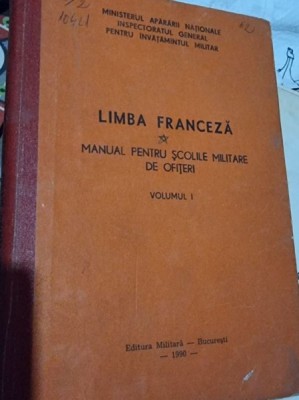 MINISTERUL APĂRĂRII NAȚIONALE
INSPECTORATUL GENERAL
PENTRU ÎNVĂȚĂMÎNTUL MILITAR
LIMBA FRANCEZĂ
MANUAL PENTRU ȘCOLILE MILITARE
DE OFIȚERI
VOLUMUL I
Editura Militară — București
— 1990 —